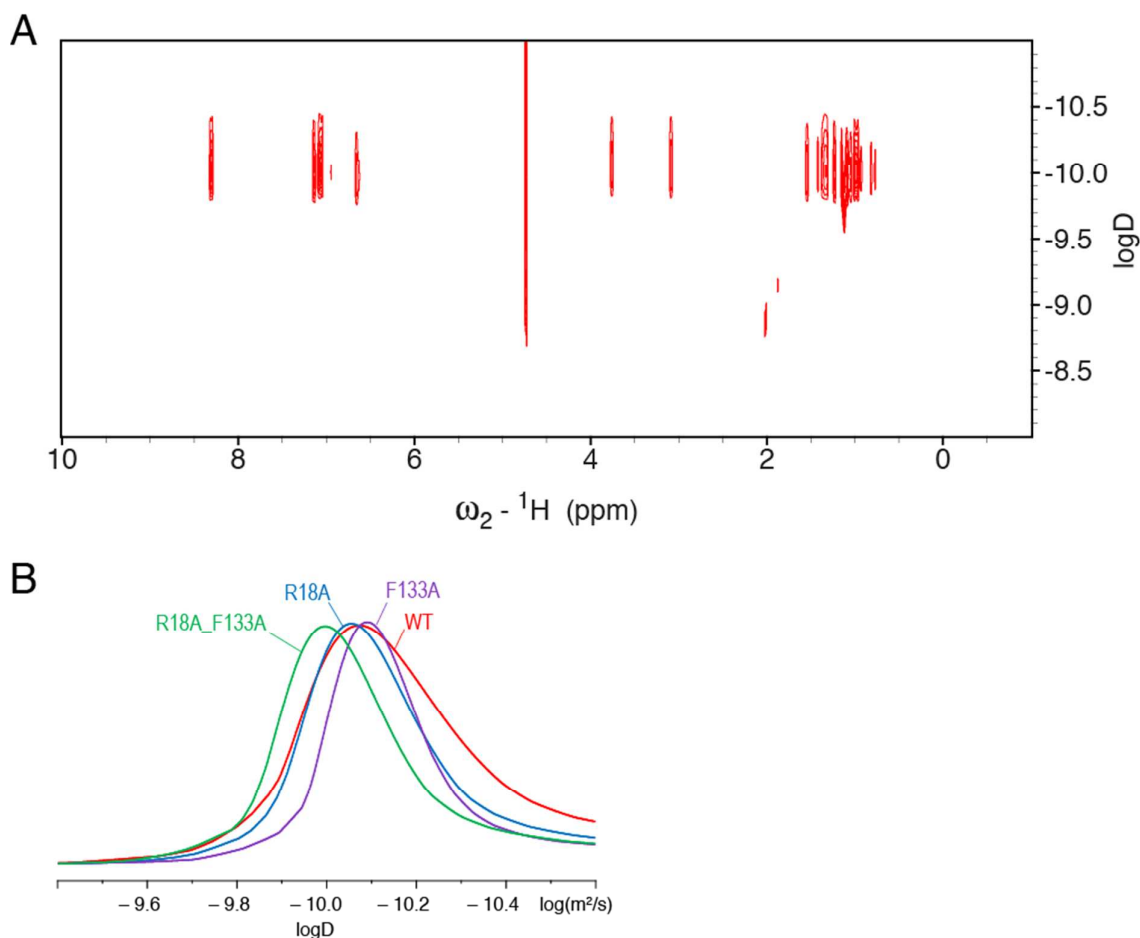 A
-10.5
-10.0
-9.5
-9.0
-8.5
logD
10 8 6 4 2 0
ω₂ - ¹H (ppm)
B
R18A F133A
R18A_F133A WT
– 9.6 – 9.8 – 10.0 – 10.2 – 10.4 log(m²/s)
logD